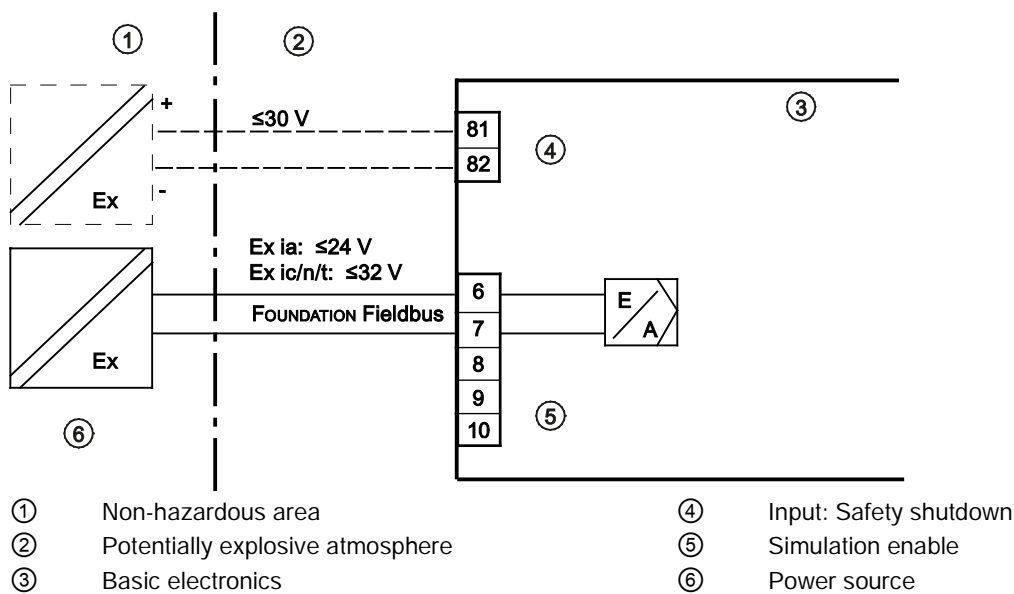 ① ②
③
+
≤30 V
81
④
82
-
Ex
Ex ia: ≤24 V
Ex ic/n/t: ≤32 V
6
E
FOUNDATION Fieldbus
7
A
Ex
8
9
⑤
10
⑥
① Non-hazardous area
② Potentially explosive atmosphere
③ Basic electronics
④ Input: Safety shutdown
⑤ Simulation enable
⑥ Power source